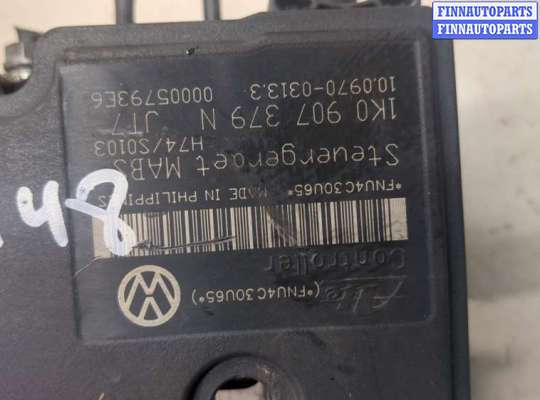 FINNAUTOPARTS
FINNAUTOPARTS
(*FNU4C30U65*)
Controller
*FNU4C30U65* MADE IN PHILIPPINES
Steuergeraet MABS
H74/S0103
1K0 907 379 N JT7
10.0970-0313.3 00005793E6
48